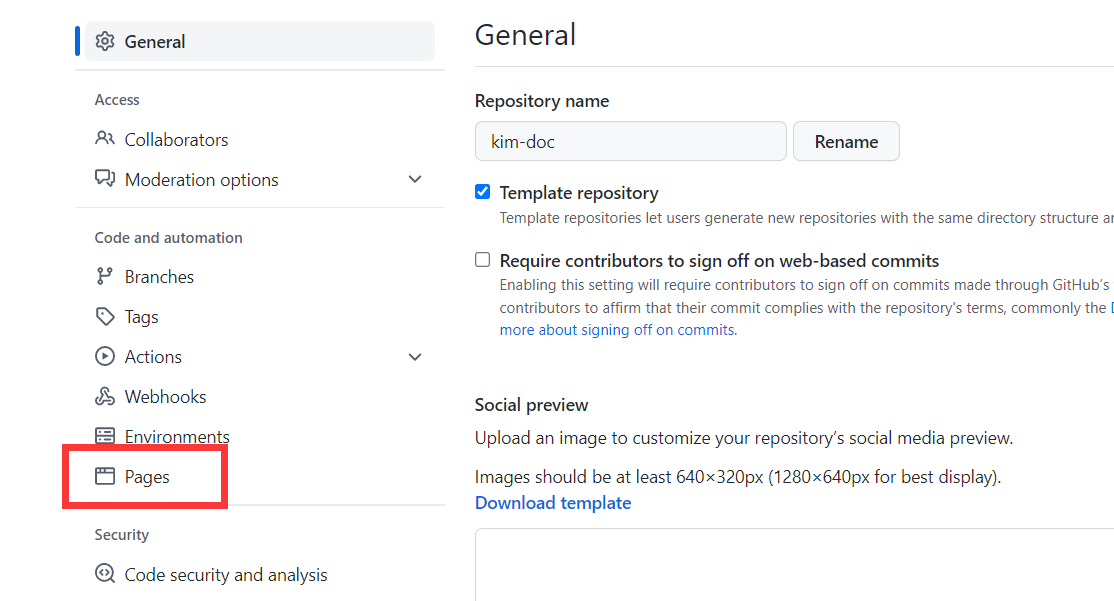 General
Access
Collaborators
Moderation options
Code and automation
Branches
Tags
Actions
Webhooks
Environments
Pages
Security
Code security and analysis
General
Repository name
kim-doc
Rename
Template repository
Template repositories let users generate new repositories with the same directory structure
Require contributors to sign off on web-based commits
Enabling this setting will require contributors to sign off on commits made through GitHub’s
contributors to affirm that their commit complies with the repository's terms, commonly the
more about signing off on commits.
Social preview
Upload an image to customize your repository’s social media preview.
Images should be at least 640×320px (1280×640px for best display).
Download template